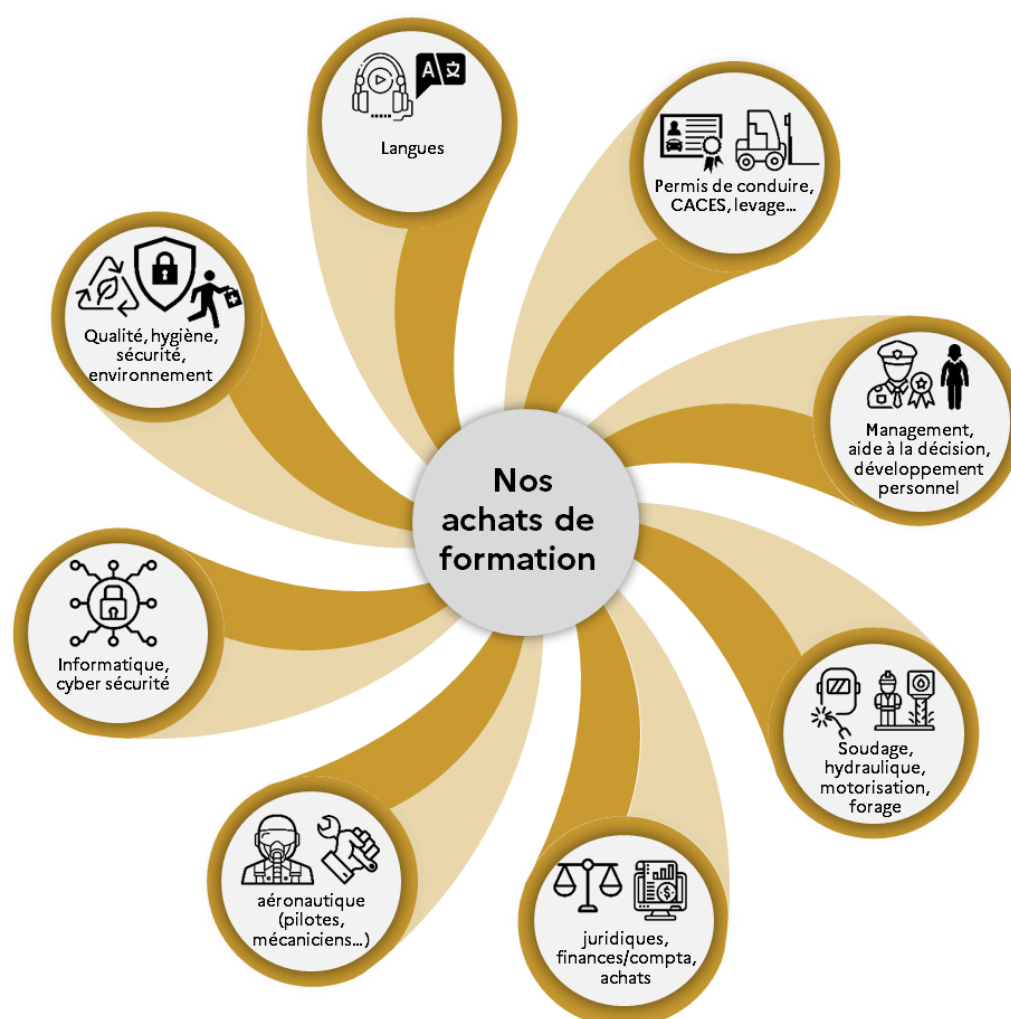 Nos
achats de
formation
Langues
Permis de conduire,
CACES, levage...
Management,
aide à la décision,
développement
personnel
Soudage,
hydraulique,
motorisation,
forage
juridiques,
finances/compta,
achats
aéronautique
(pilotes,
mécaniciens...)
Informatique,
cyber sécurité
Qualité, hygiène,
sécurité,
environnement